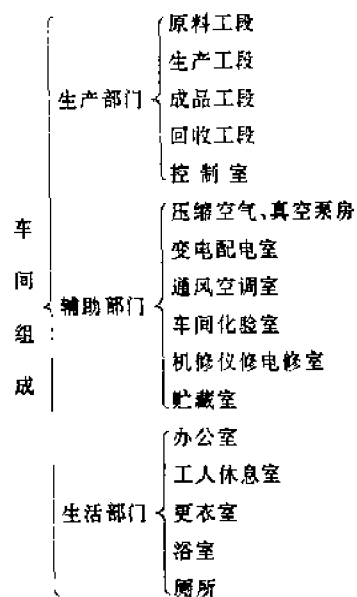 车间组成
生产部门
原料工段
生产工段
成品工段
回收工段
控制室
辅助部门
压缩空气、真空泵房
变电配电室
通风空调室
车间化验室
机修仪修电修室
贮藏室
生活部门
办公室
工人休息室
更衣室
浴室
厕所